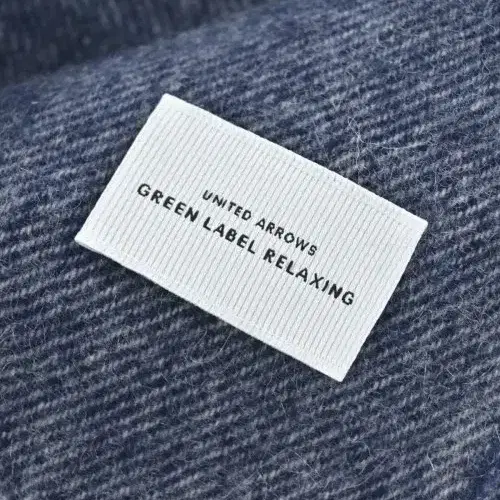 UNITED ARROWS
GREEN LABEL RELAXING